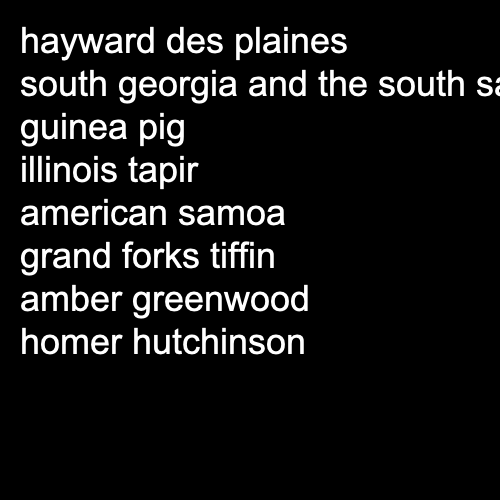 hayward des plaines
south georgia and the south
guinea pig
illinois tapir
american samoa
grand forks tiffin
amber greenwood
homer hutchinson